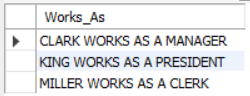 Works_As
CLARK WORKS AS A MANAGER
KING WORKS AS A PRESIDENT
MILLER WORKS AS A CLERK